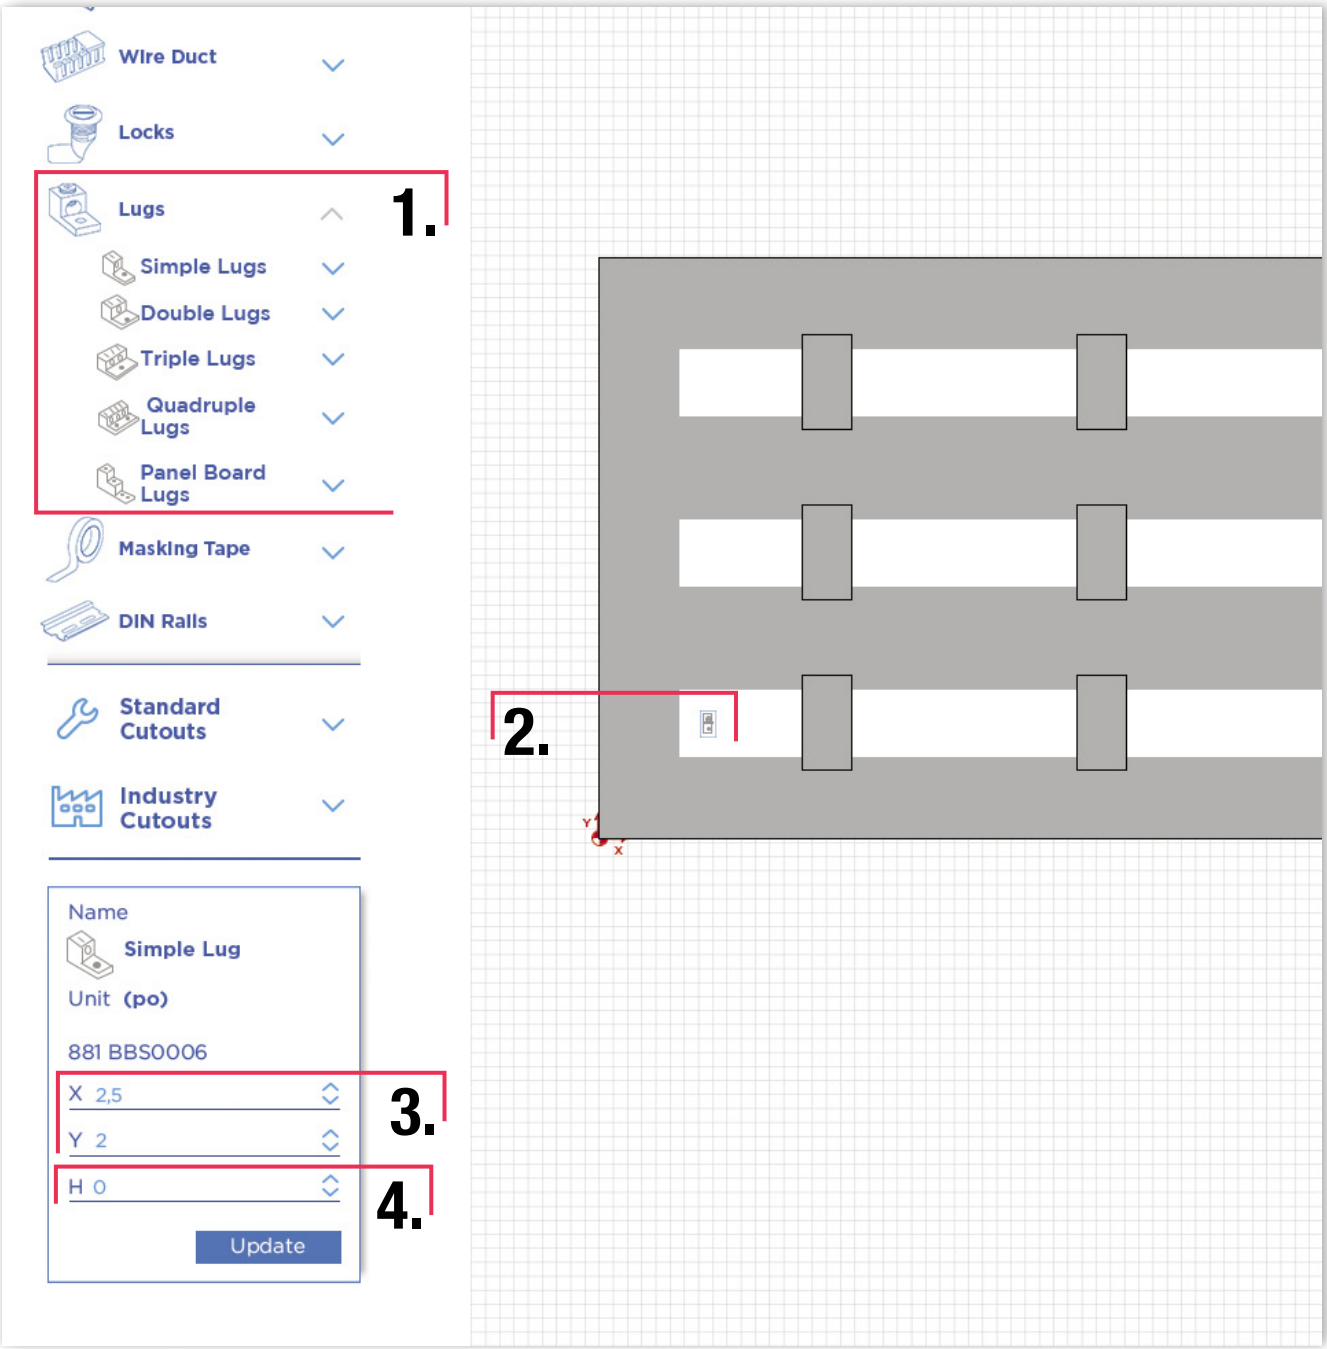 Wire Duct
Locks
Lugs
1.
Simple Lugs
Double Lugs
Triple Lugs
Quadruple
Lugs
Panel Board
Lugs
Masking Tape
DIN Rails
Standard
Cutouts
Industry
Cutouts
2.
Y
X
Name
Simple Lug
Unit (po)
881 BBS0006
X 2,5
Y 2
3.
H 0
4.
Update